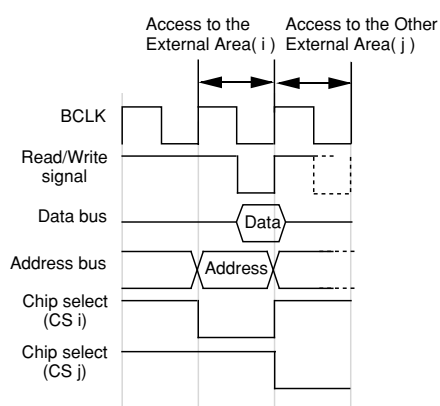 Access to the
External Area( i )
Access to the Other
External Area( j )
BCLK
Read/Write
signal
Data bus
Data
Address bus
Address
Chip select
(CS i)
Chip select
(CS j)